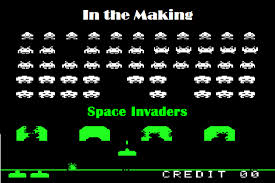 In the Making
Space Invaders
CREDIT 00